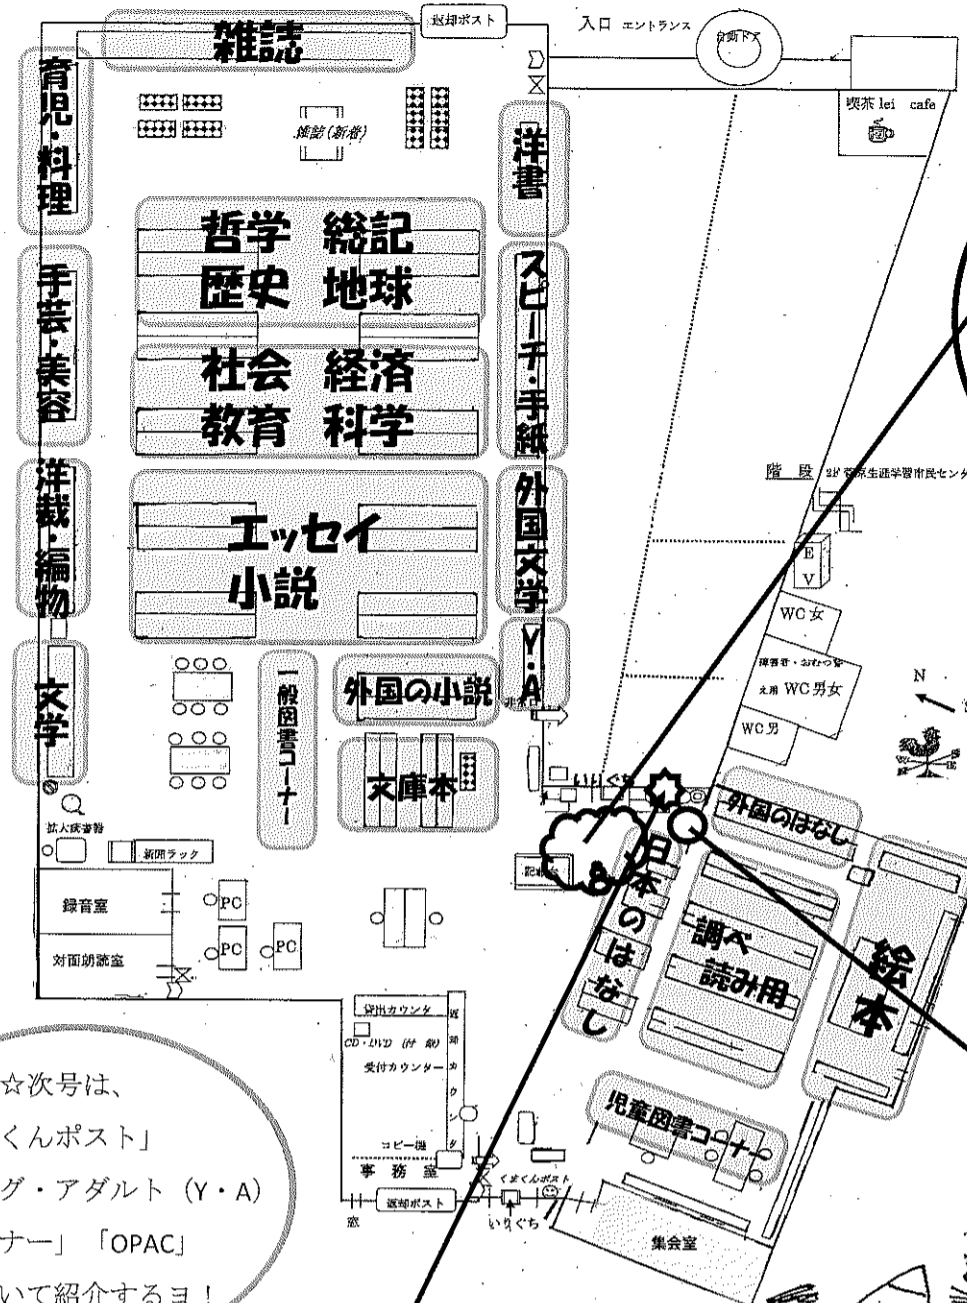 返却ポスト
入口 エントランス
自動ドア
雑誌
育児・料理
雑誌(新着)
喫茶 lei cafe
洋書
哲学 総記
歴史 地球
手芸・美容
スピーチ・手紙
社会 経済
教育 科学
洋裁・編物
外国文学
階段
エッセイ
小説
EV
WC 女
Y・A
文学
一般図書コーナー
外国の小説
WC 男女
N
WC 男
文庫本
いりぐち
外国のはなし
拡大読書器
新聞ラック
日本のはなし
録音室
PC
調べ
読み用
絵本
対面朗読室
PC
PC
貸出カウンタ
返却カウンタ
CD・DVD (付録)
受付カウンター
児童図書コーナー
コピー機
事務室
くまくんポスト
返却ポスト
窓
いりぐち
集会室
☆次号は、
くんポスト」
グ・アダルト（Y・A）
ナー」「OPAC」
いて紹介するヨ！